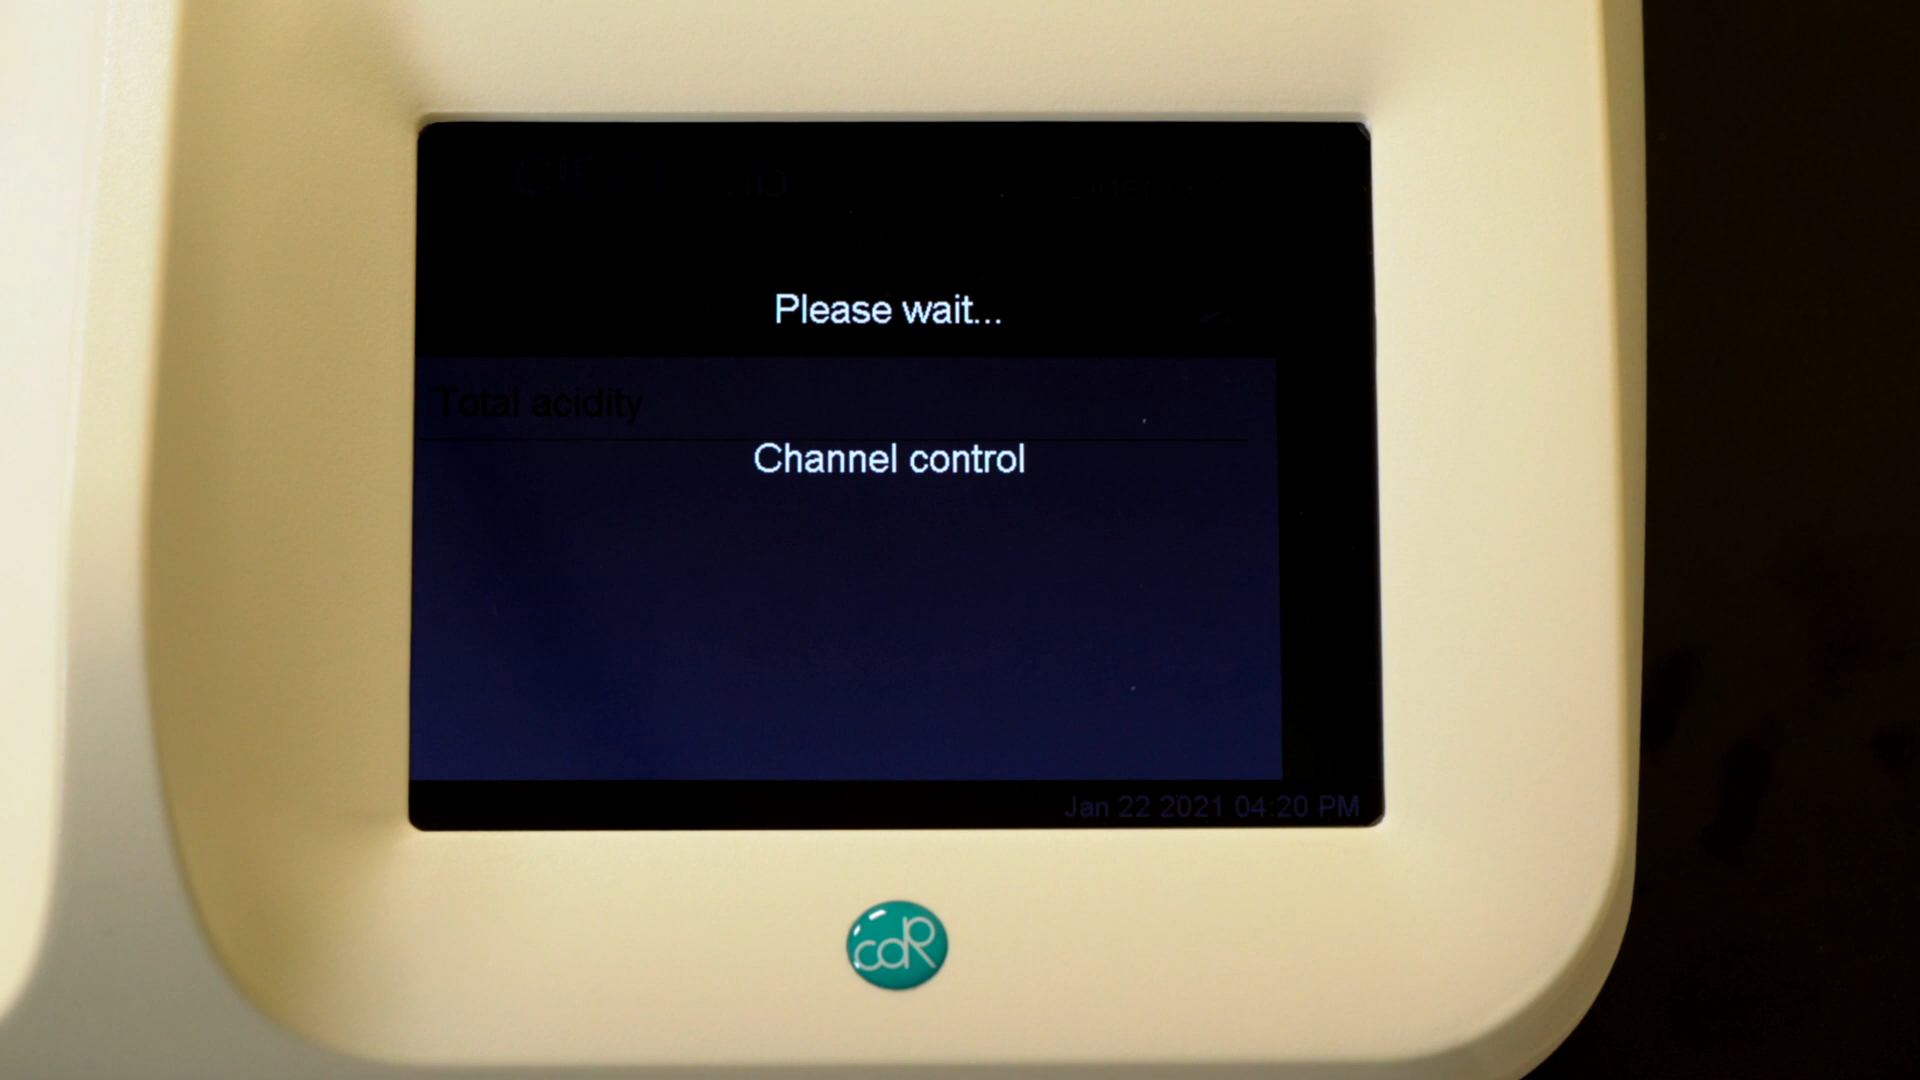 Please wait...
Total acidity
Channel control
Jan 22 2021 04:20 PM
cdR